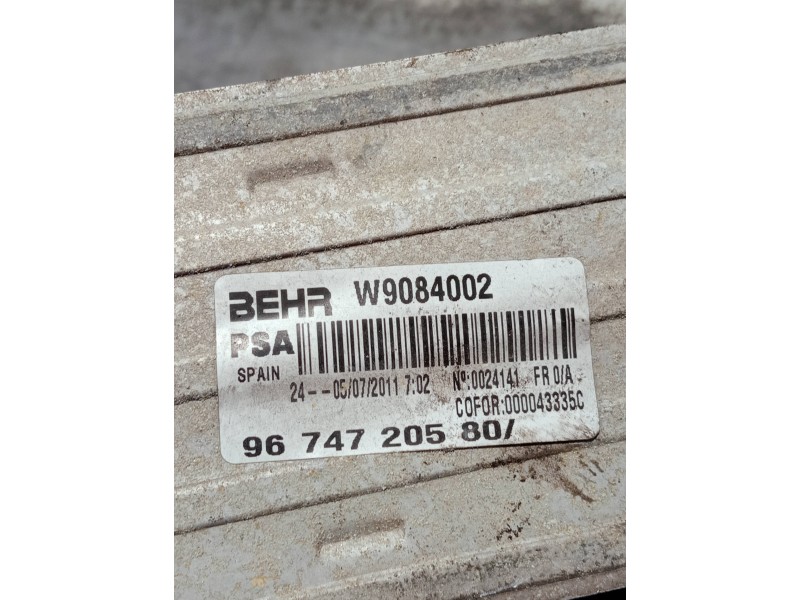 BEHR W9084002
PSA
SPAIN 24--05/07/2011 7:02 Nº:0024141 FR 0/A
COFOR:000043335C
96 747 205 80/